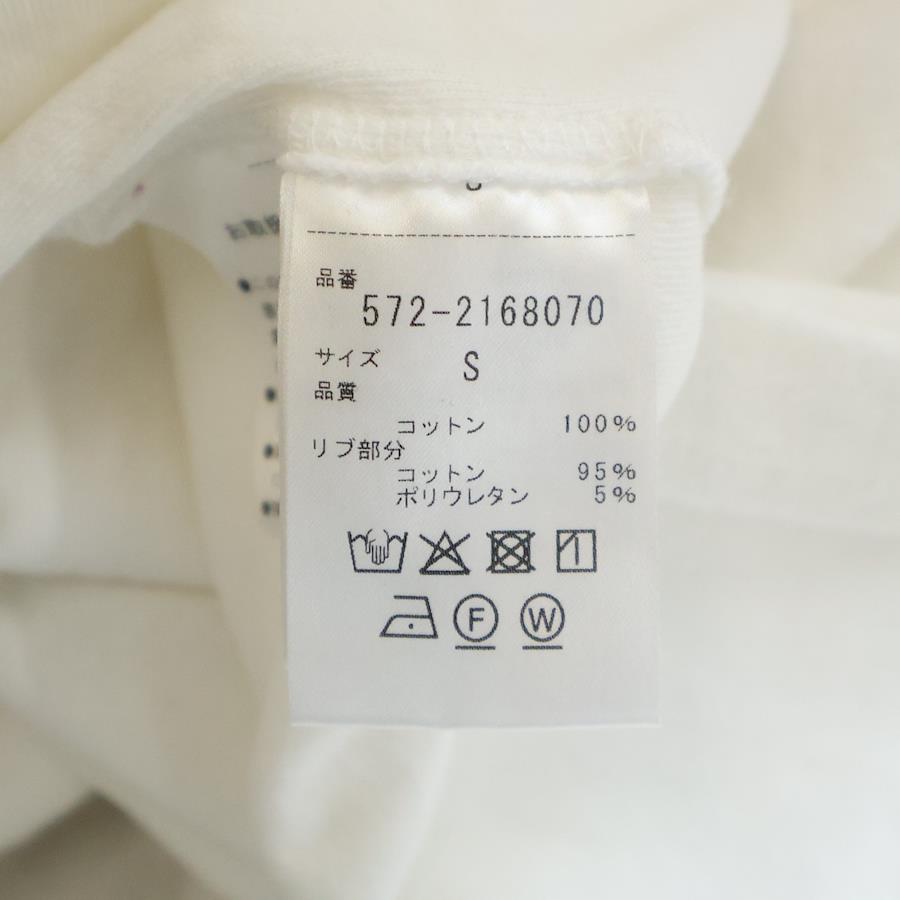 品番
572-2168070
サイズ S
品質
コットン 100%
リブ部分
コットン 95%
ポリウレタン 5%
F W